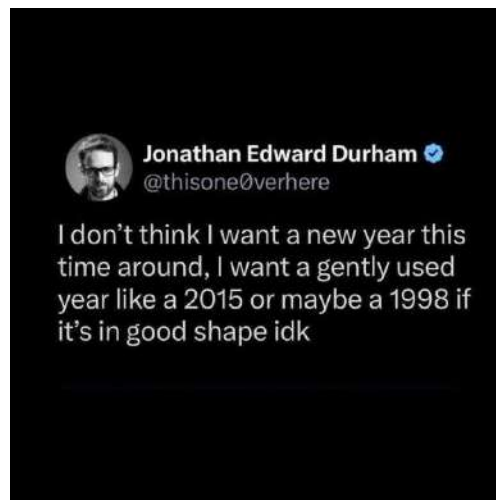 Jonathan Edward Durham
@thisone0verhere
I don’t think I want a new year this
time around, I want a gently used
year like a 2015 or maybe a 1998 if
it’s in good shape idk